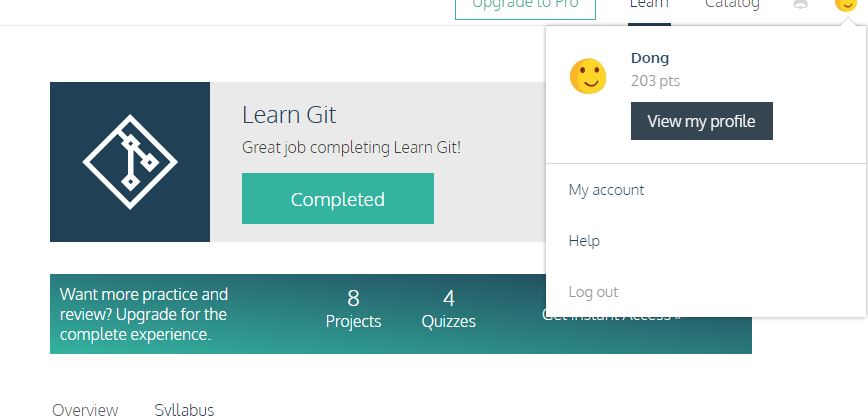 Upgrade to Pro
Learn
Catalog
Dong
203 pts
View my profile
My account
Help
Log out
Learn Git
Great job completing Learn Git!
Completed
Want more practice and
review? Upgrade for the
complete experience.
8
Projects
4
Quizzes
Get Instant Access »
Overview
Syllabus